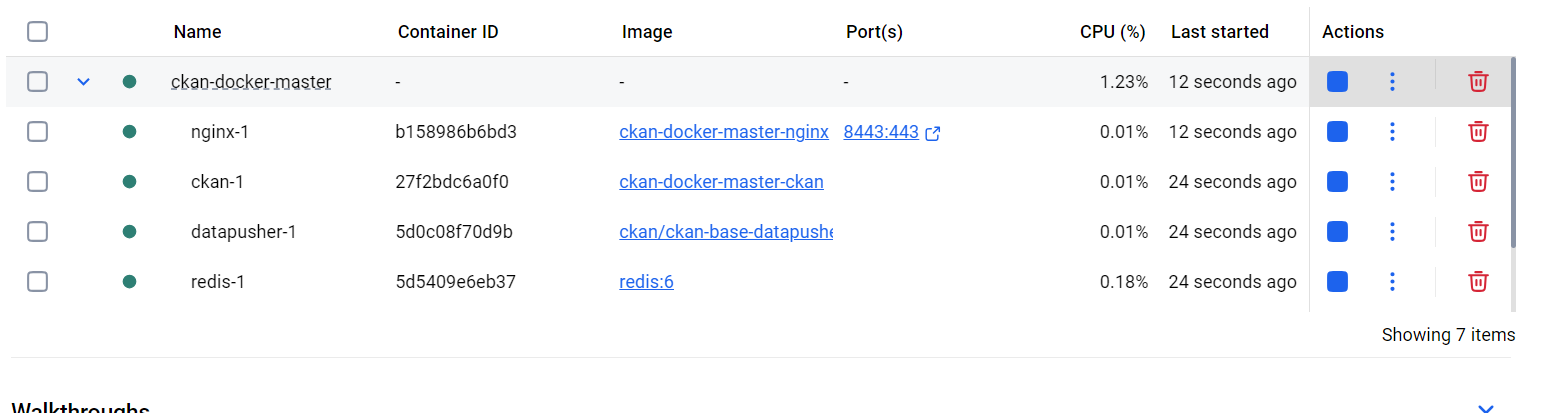 Name Container ID Image Port(s) CPU (%) Last started Actions
ckan-docker-master - - - 1.23% 12 seconds ago
nginx-1 b158986b6bd3 ckan-docker-master-nginx 8443:443 0.01% 12 seconds ago
ckan-1 27f2bdc6a0f0 ckan-docker-master-ckan 0.01% 24 seconds ago
datapusher-1 5d0c08f70d9b ckan/ckan-base-datapushe 0.01% 24 seconds ago
redis-1 5d5409e6eb37 redis:6 0.18% 24 seconds ago
Showing 7 items
Walkthroughs